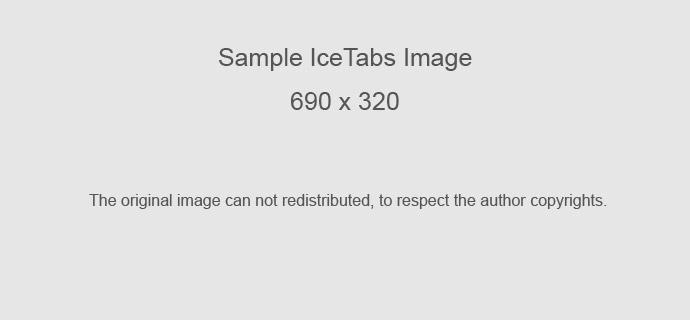 Sample IceTabs Image
690 x 320
The original image can not redistributed, to respect the author copyrights.